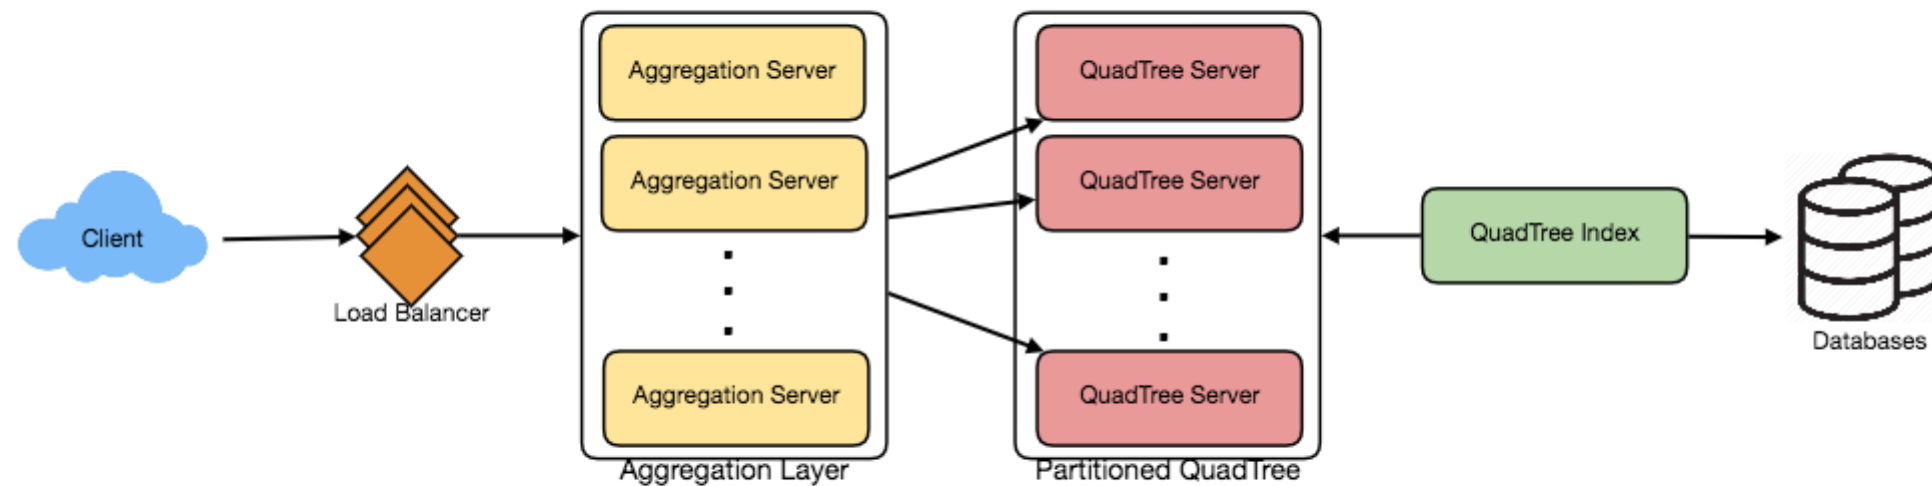 Client
Load Balancer
Aggregation Server
Aggregation Server
Aggregation Server
Aggregation Layer
QuadTree Server
QuadTree Server
QuadTree Server
Partitioned QuadTree
QuadTree Index
Databases